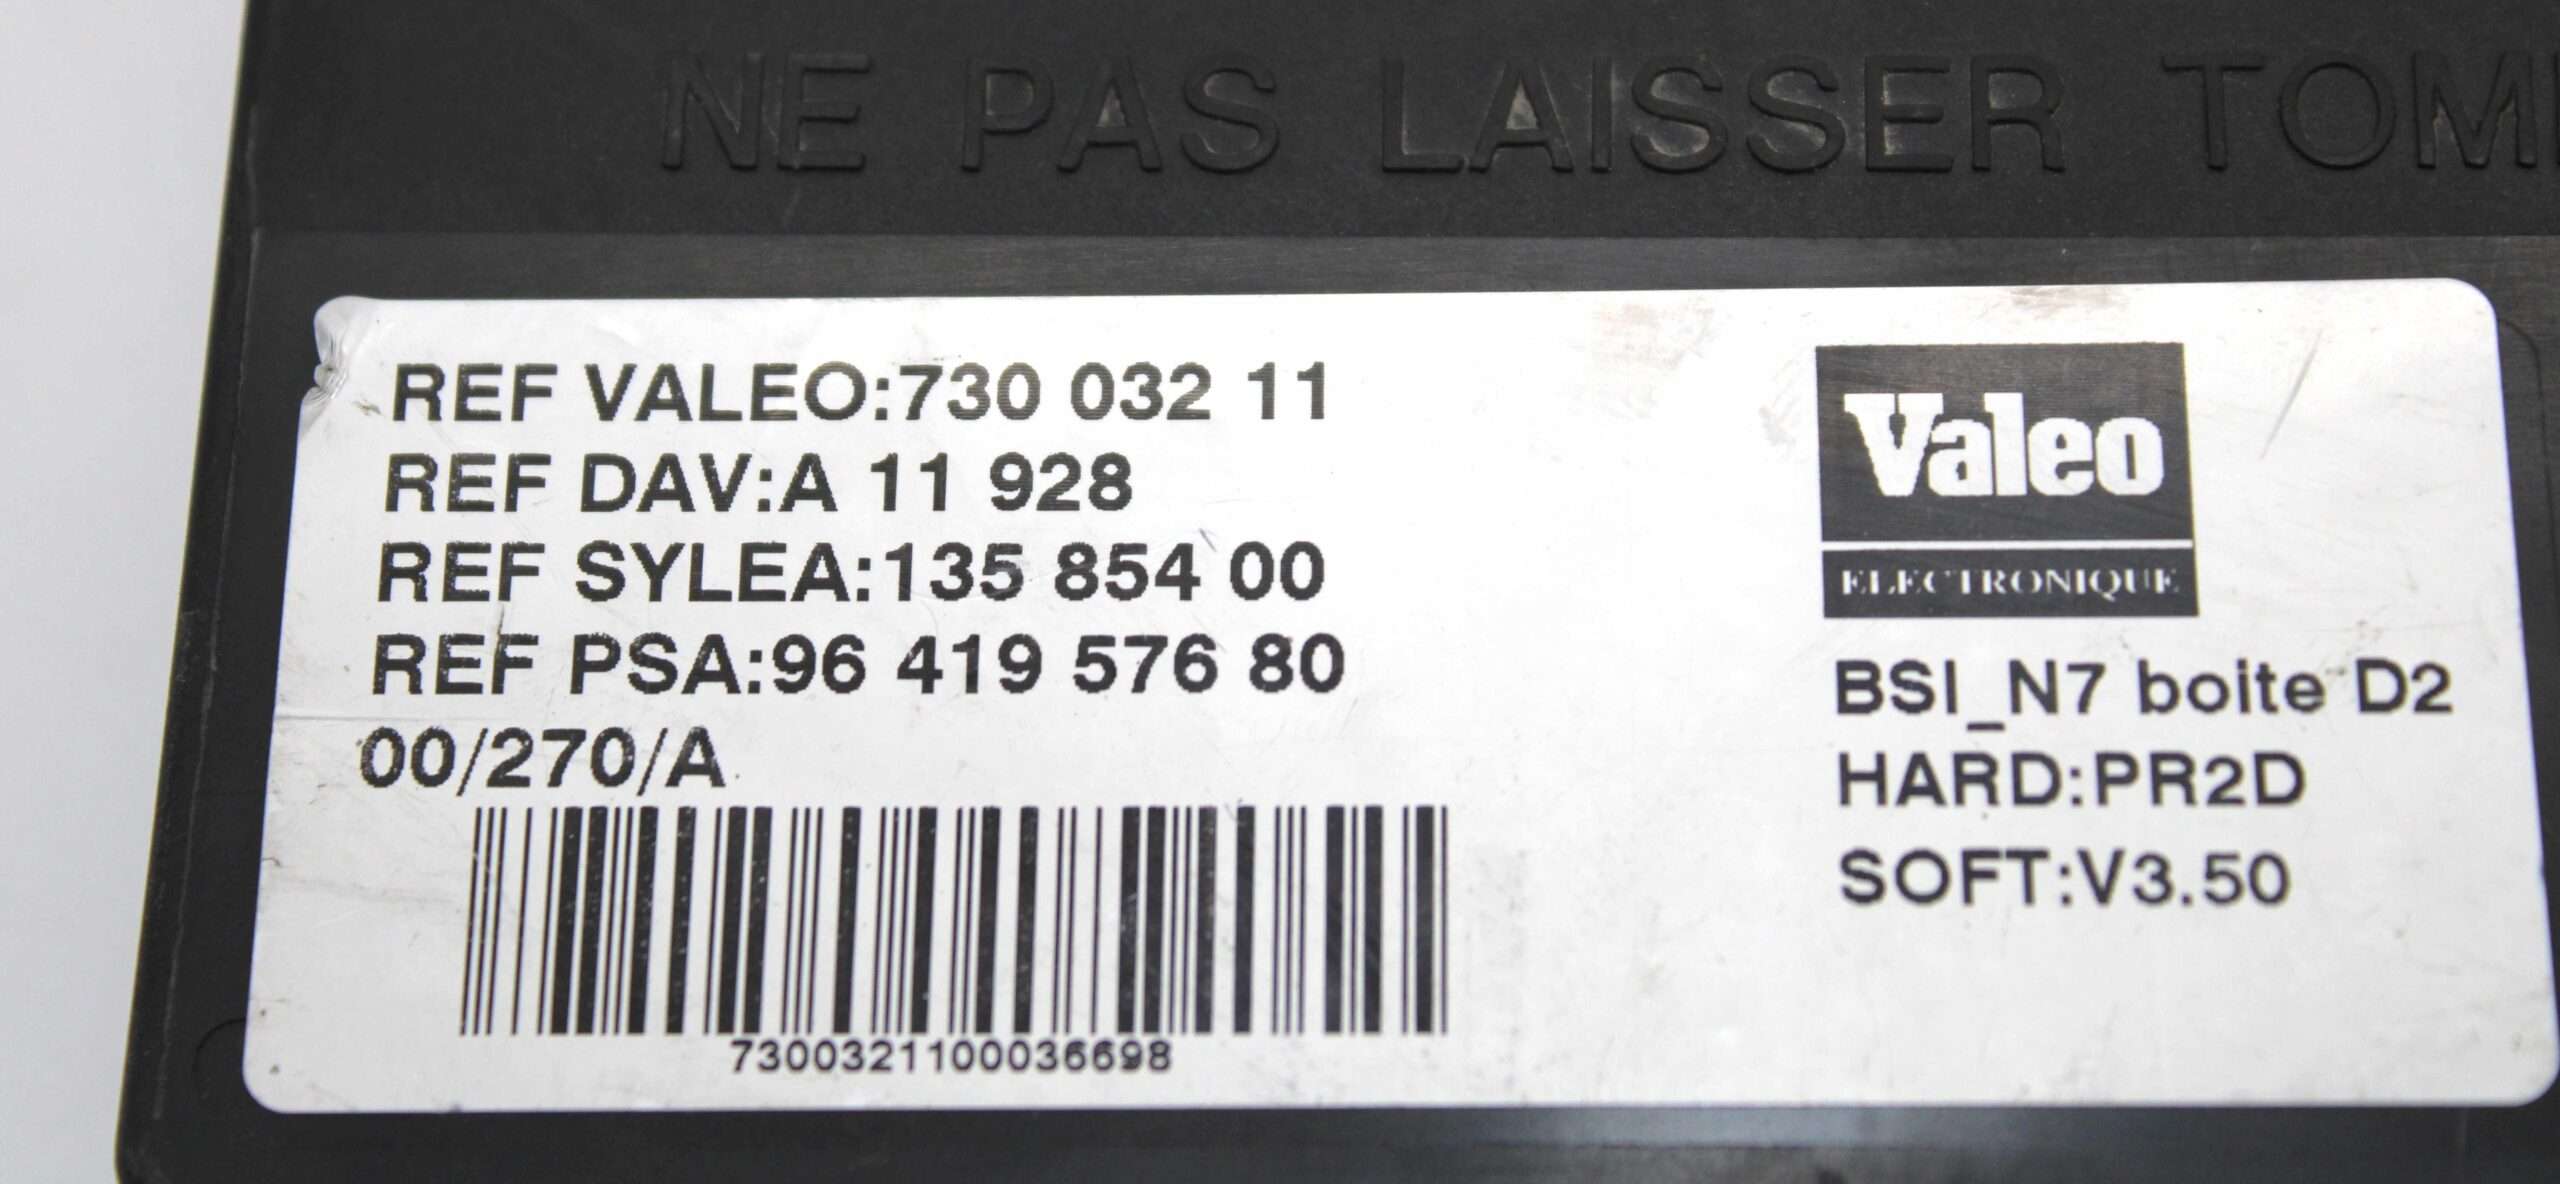 NE PAS LAISSER TOM
REF VALEO:730 032 11
REF DAV:A 11 928
REF SYLEA:135 854 00
REF PSA:96 419 576 80
00/270/A
7300321100036698
Valeo
ELECTRONIQUE
BSI_N7 boite D2
HARD:PR2D
SOFT:V3.50